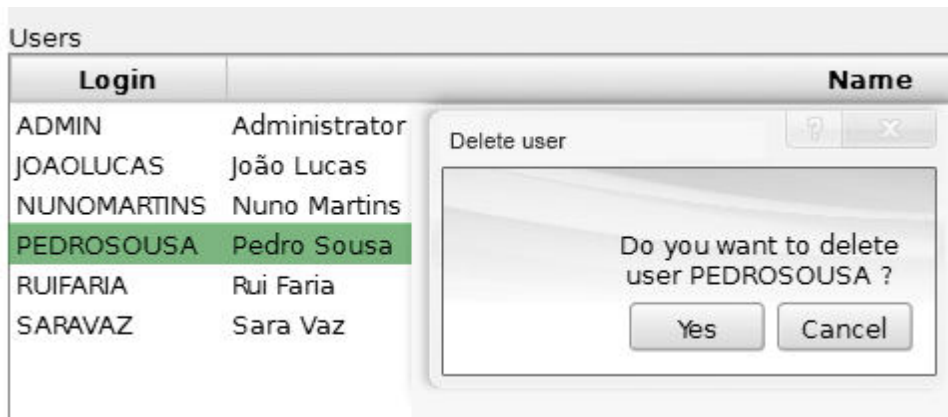 Users
Login Name
ADMIN Administrator
JOAOLUCAS João Lucas
NUNOMARTINS Nuno Martins
PEDROSOUSA Pedro Sousa
RUIFARIA Rui Faria
SARAVAZ Sara Vaz
Delete user
?
Do you want to delete
user PEDROSOUSA ?
Yes Cancel